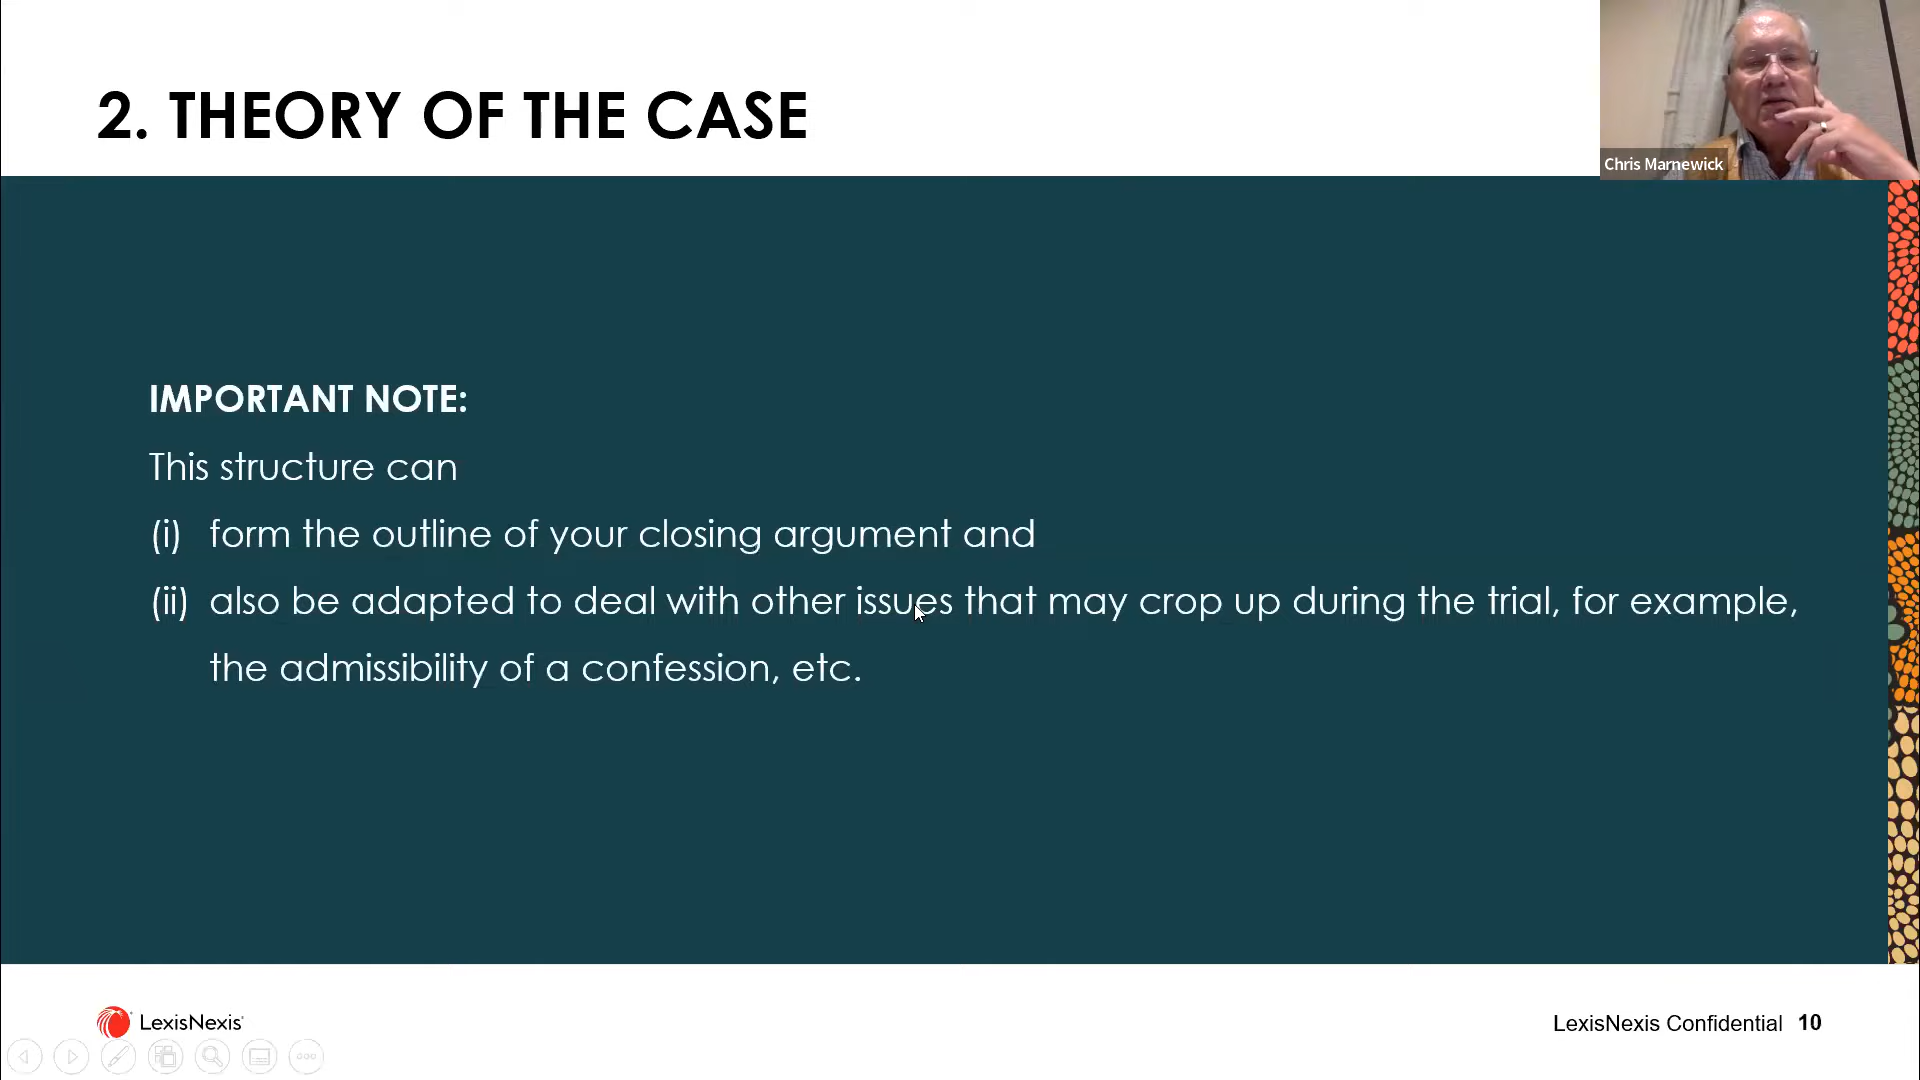 2. THEORY OF THE CASE
Chris Marnewick
IMPORTANT NOTE:
This structure can
(i) form the outline of your closing argument and
(ii) also be adapted to deal with other issues that may crop up during the trial, for example,
the admissibility of a confession, etc.
LexisNexis
LexisNexis Confidential 10